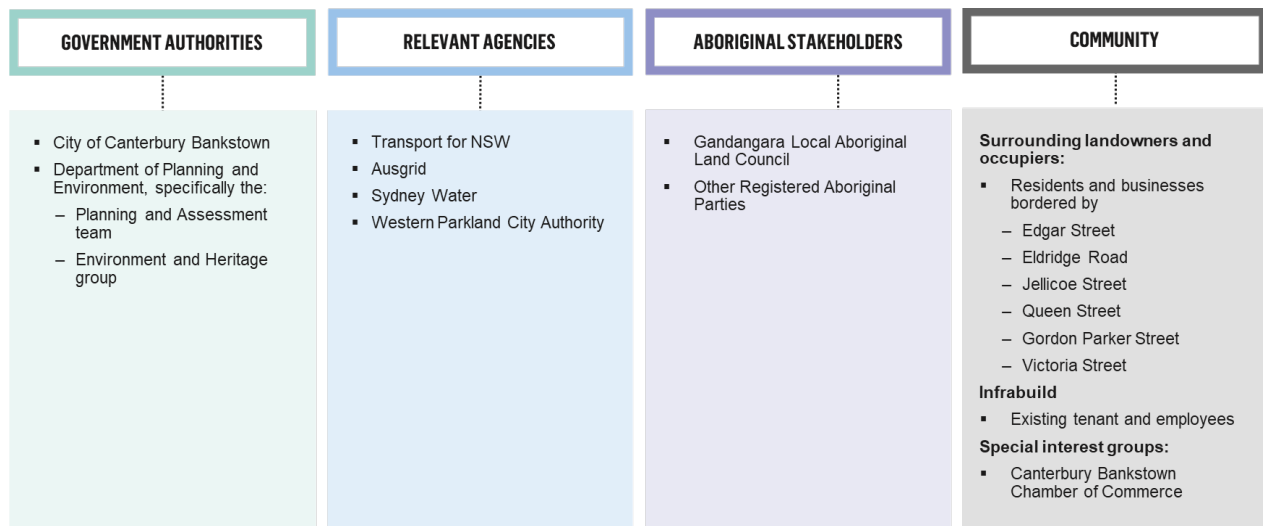 GOVERNMENT AUTHORITIES
▪ City of Canterbury Bankstown
▪ Department of Planning and
Environment, specifically the:
– Planning and Assessment
team
– Environment and Heritage
group
RELEVANT AGENCIES
▪ Transport for NSW
▪ Ausgrid
▪ Sydney Water
▪ Western Parkland City Authority
ABORIGINAL STAKEHOLDERS
▪ Gandangara Local Aboriginal
Land Council
▪ Other Registered Aboriginal
Parties
COMMUNITY
Surrounding landowners and
occupiers:
▪ Residents and businesses
bordered by
– Edgar Street
– Eldridge Road
– Jellicoe Street
– Queen Street
– Gordon Parker Street
– Victoria Street
Infrabuild
▪ Existing tenant and employees
Special interest groups:
▪ Canterbury Bankstown
Chamber of Commerce